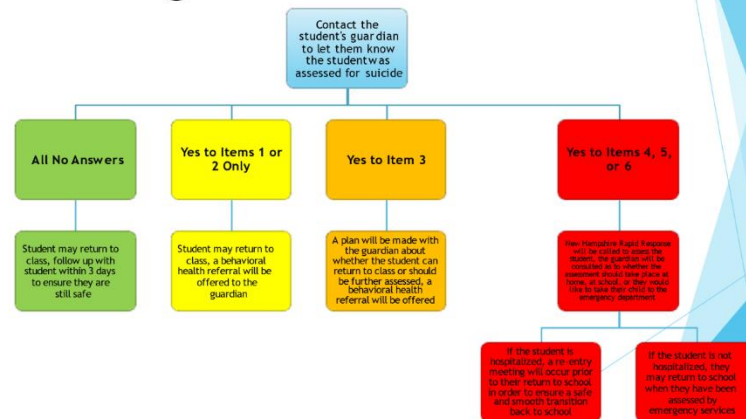 Contact the
student's guardian
to let them know
the student was
assessed for suicide
All No Answers
Yes to Items 1 or
2 Only
Yes to Item 3
Yes to Items 4, 5,
or 6
Student may return to
class, follow up with
student within 3 days
to ensure they are
still safe
Student may return to
class, a behavioral
health referral will be
offered to the
guardian
A plan will be made with
the guardian about
whether the student can
return to class or should
be further assessed, a
behavioral health
referral will be offered
New Hampshire Rapid Response
will be called to assess the
student, the guardian will be
consulted as to whether the
assessment should take place at
home, at school, or they would
like to take their child to the
emergency department
If the student is
hospitalized, a re-entry
meeting will occur prior
to their return to school
in order to ensure a safe
and smooth transition
back to school
If the student is not
hospitalized, they
may return to school
when they have been
assessed by
emergency services